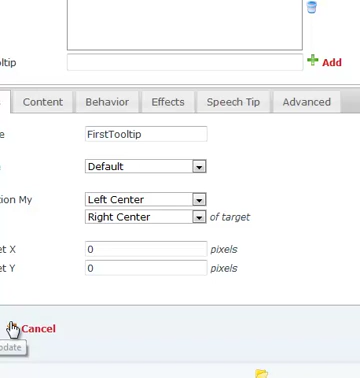 oltip Add
Content Behavior Effects Speech Tip Advanced
e FirstTooltip
Default
ion My Left Center
Right Center of target
et X 0 pixels
et Y 0 pixels
Cancel
pdate